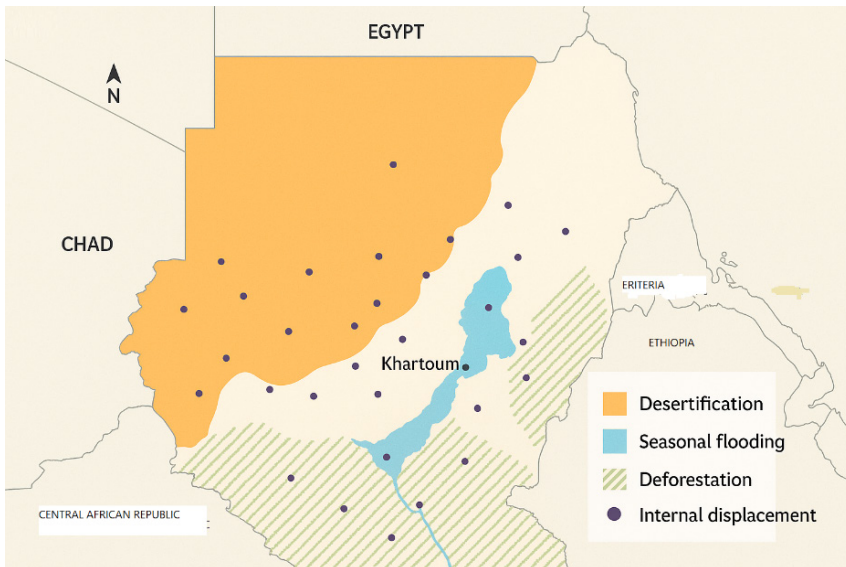 EGYPT
N
CHAD
ERITERIA
ETHIOPIA
Khartoum
Desertification
Seasonal flooding
Deforestation
Internal displacement
CENTRAL AFRICAN REPUBLIC